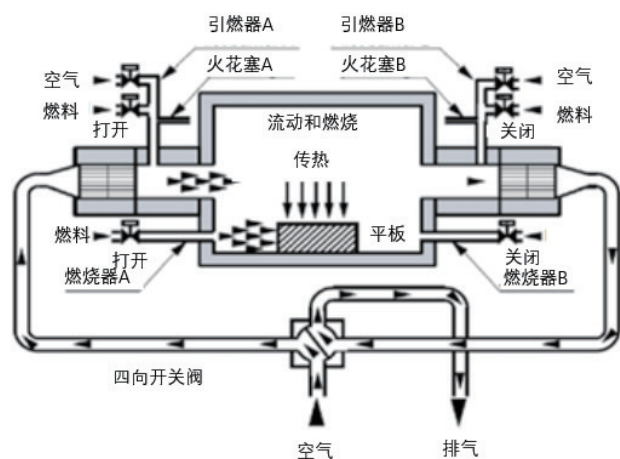 引燃器A
引燃器B
空气
火花塞A
火花塞B
空气
燃料
打开
流动和燃烧
关闭
燃料
传热
燃料
平板
打开
关闭
燃烧器A
燃烧器B
四向开关阀
空气
排气